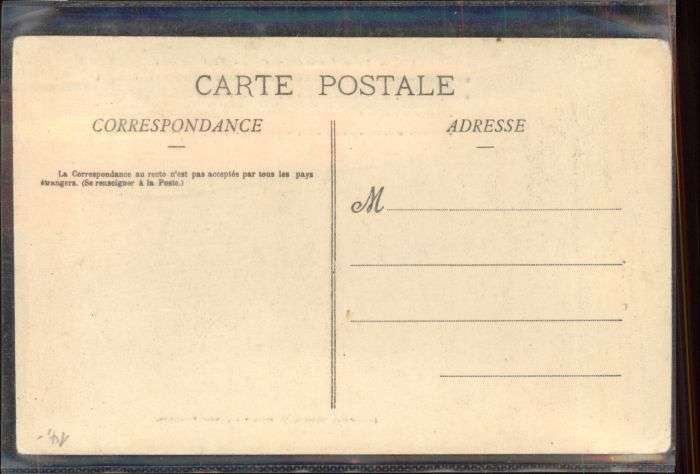 CARTE POSTALE
CORRESPONDANCE
ADRESSE
La Correspondance au recto n'est pas acceptée par tous les pays
étrangers. (Se renseigner à la Poste.)
M